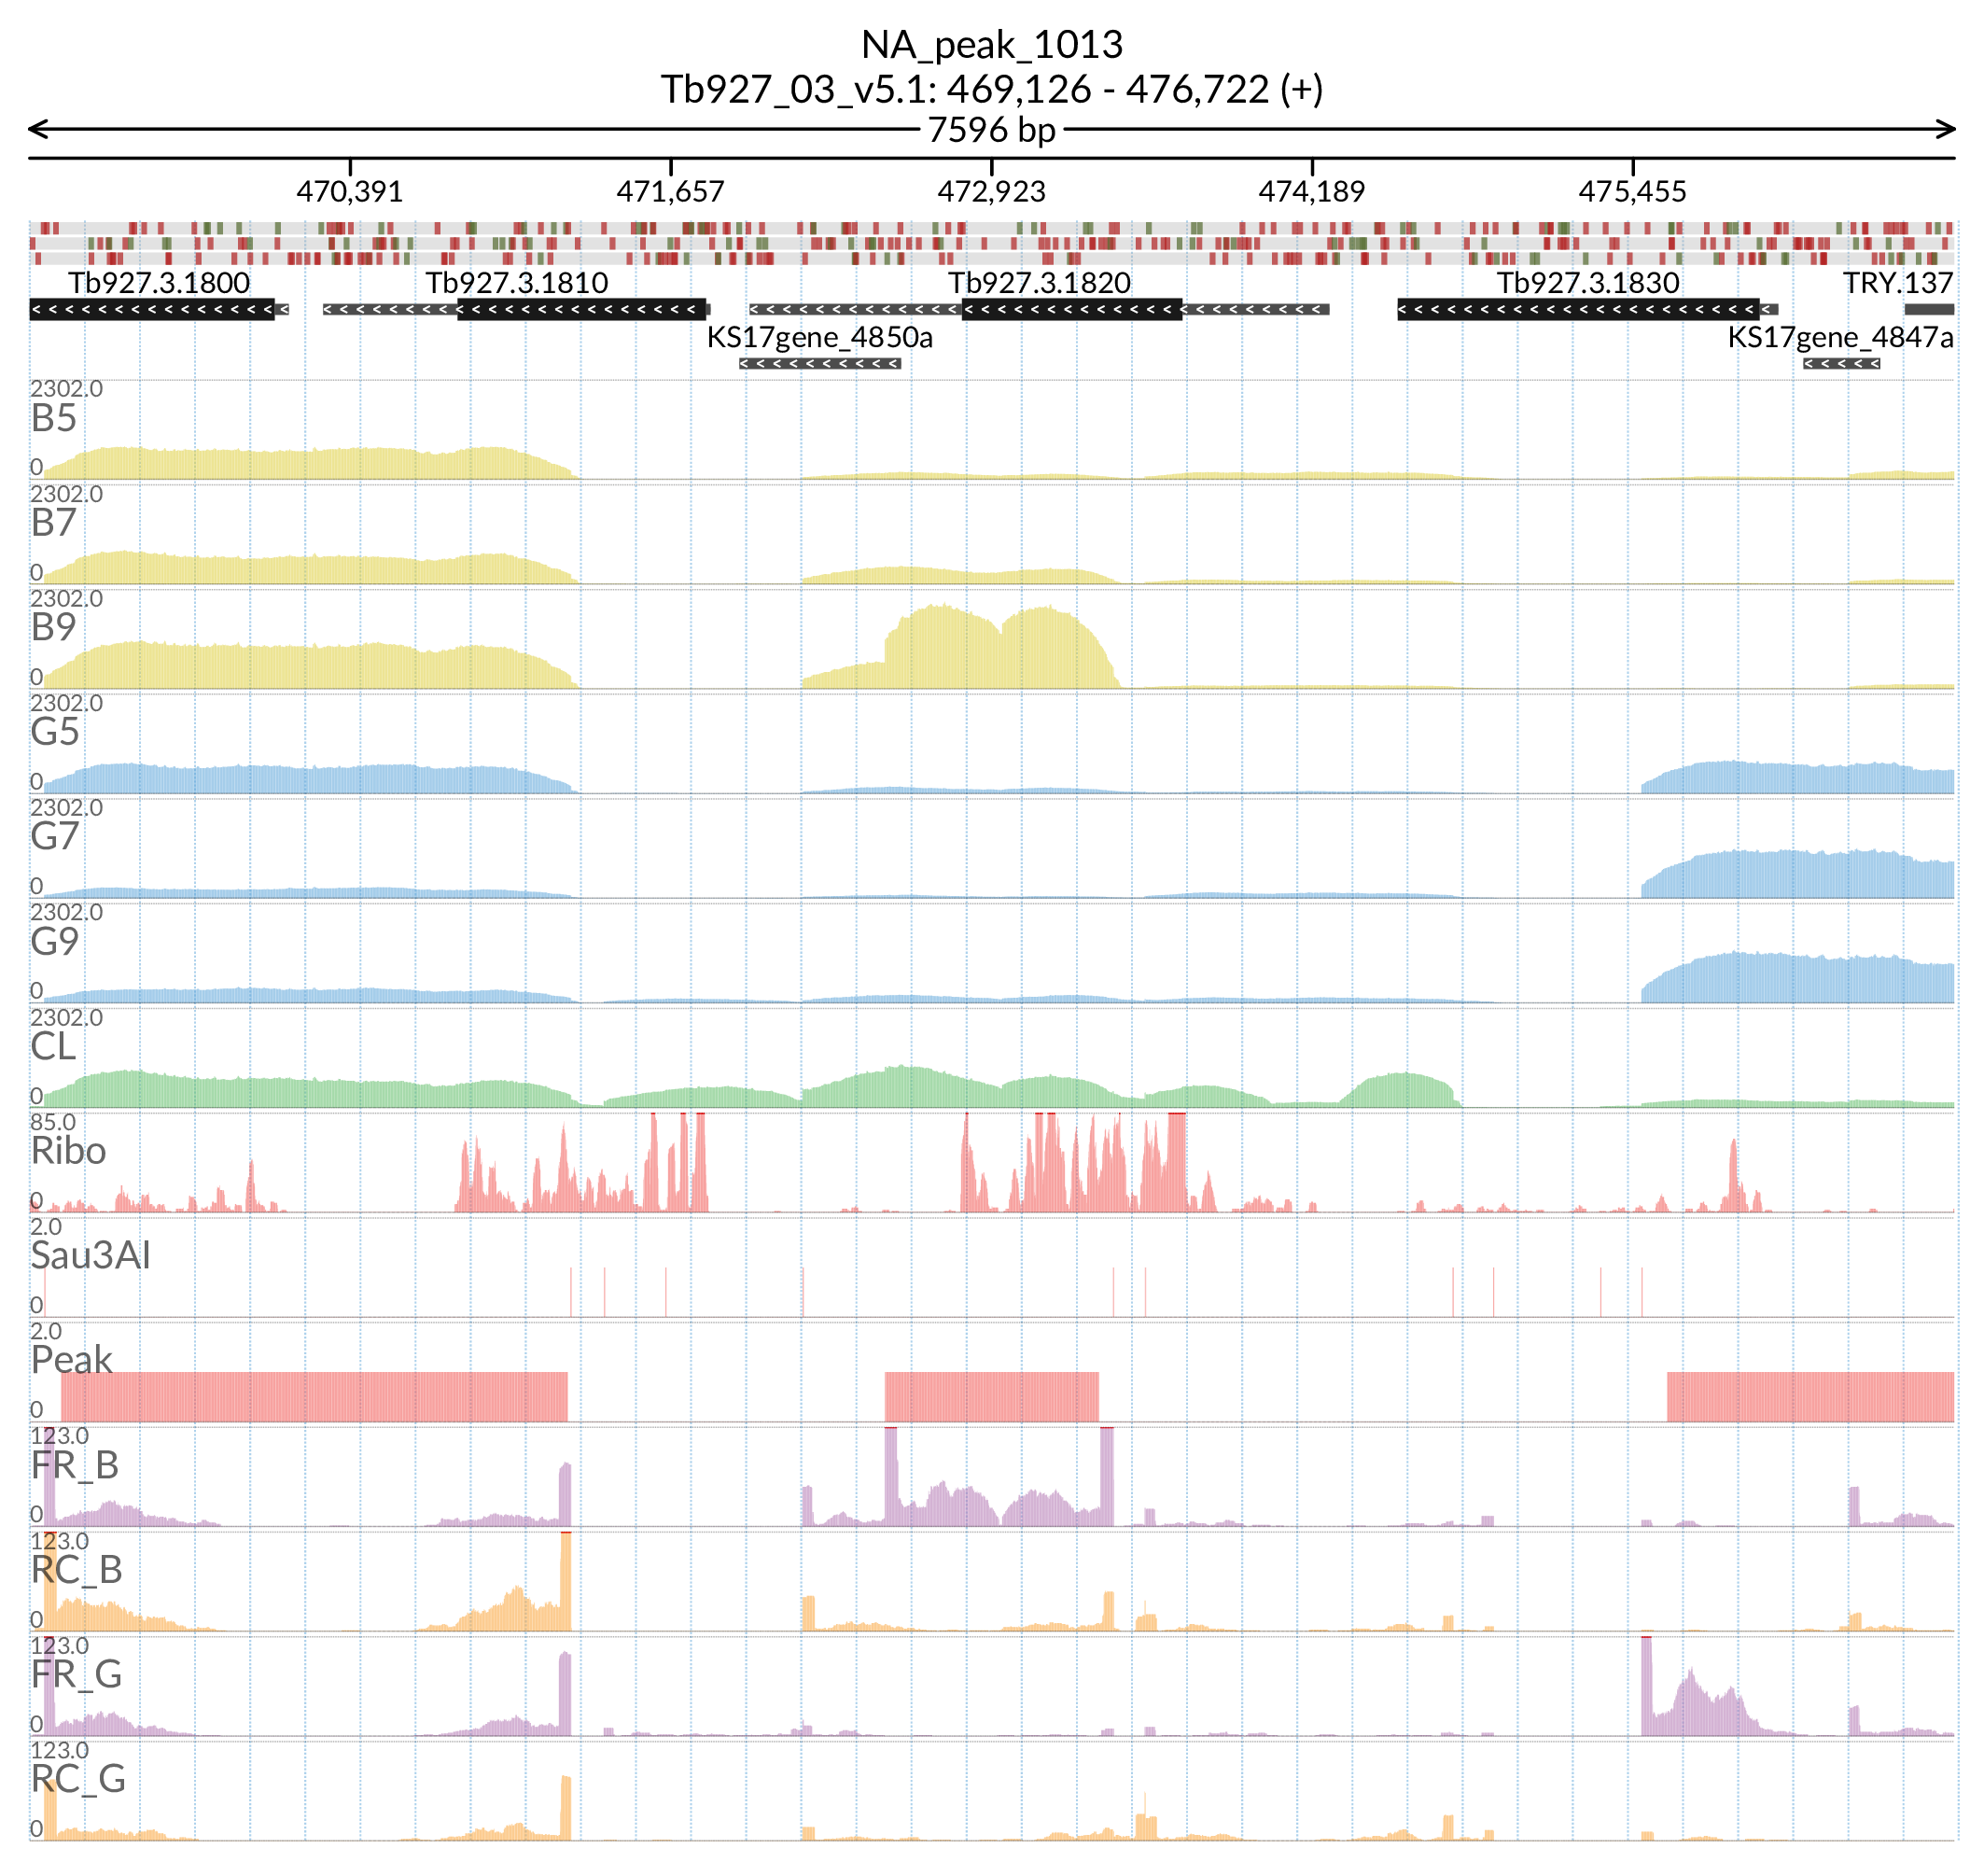 NA_peak_1013
Tb927_03_v5.1: 469,126 - 476,722 (+)
7596 bp
470,391 471,657 472,923 474,189 475,455
Tb927.3.1800 Tb927.3.1810 Tb927.3.1820 Tb927.3.1830 TRY.137
KS17gene_4850a KS17gene_4847a
2302.0
B5
0
2302.0
B7
0
2302.0
B9
0
2302.0
G5
0
2302.0
G7
0
2302.0
G9
0
2302.0
CL
0
85.0
Ribo
0
2.0
Sau3AI
0
2.0
Peak
0
123.0
FR_B
0
123.0
RC_B
0
123.0
FR_G
0
123.0
RC_G
0